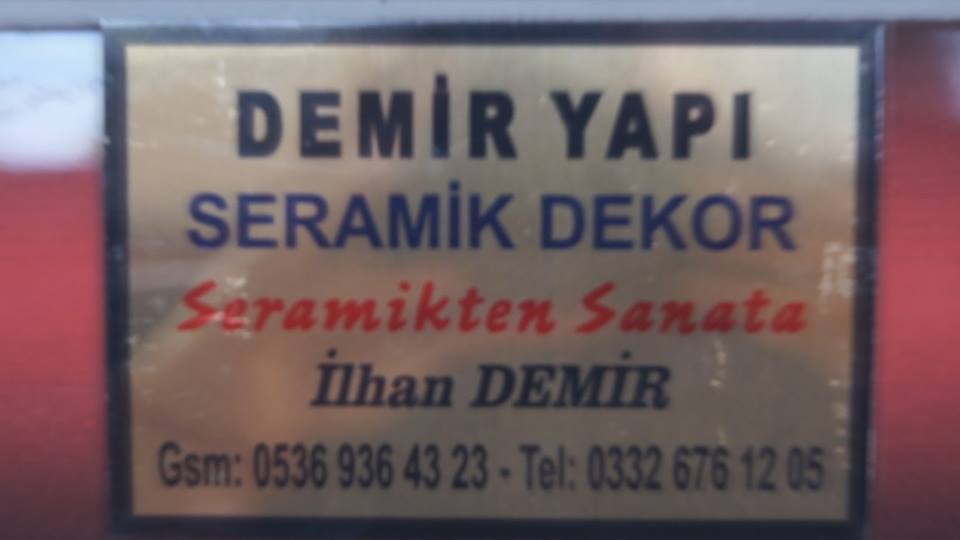 DEMİR YAPI
SERAMİK DEKOR
Seramikten Sanata
İlhan DEMİR
Gsm: 0536 936 43 23 - Tel: 0332 676 12 05